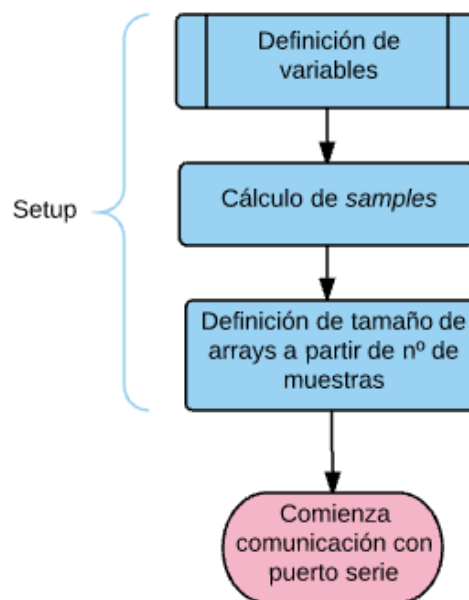 Definición de
variables
Setup
Cálculo de samples
Definición de tamaño de
arrays a partir de nº de
muestras
Comienza
comunicación con
puerto serie